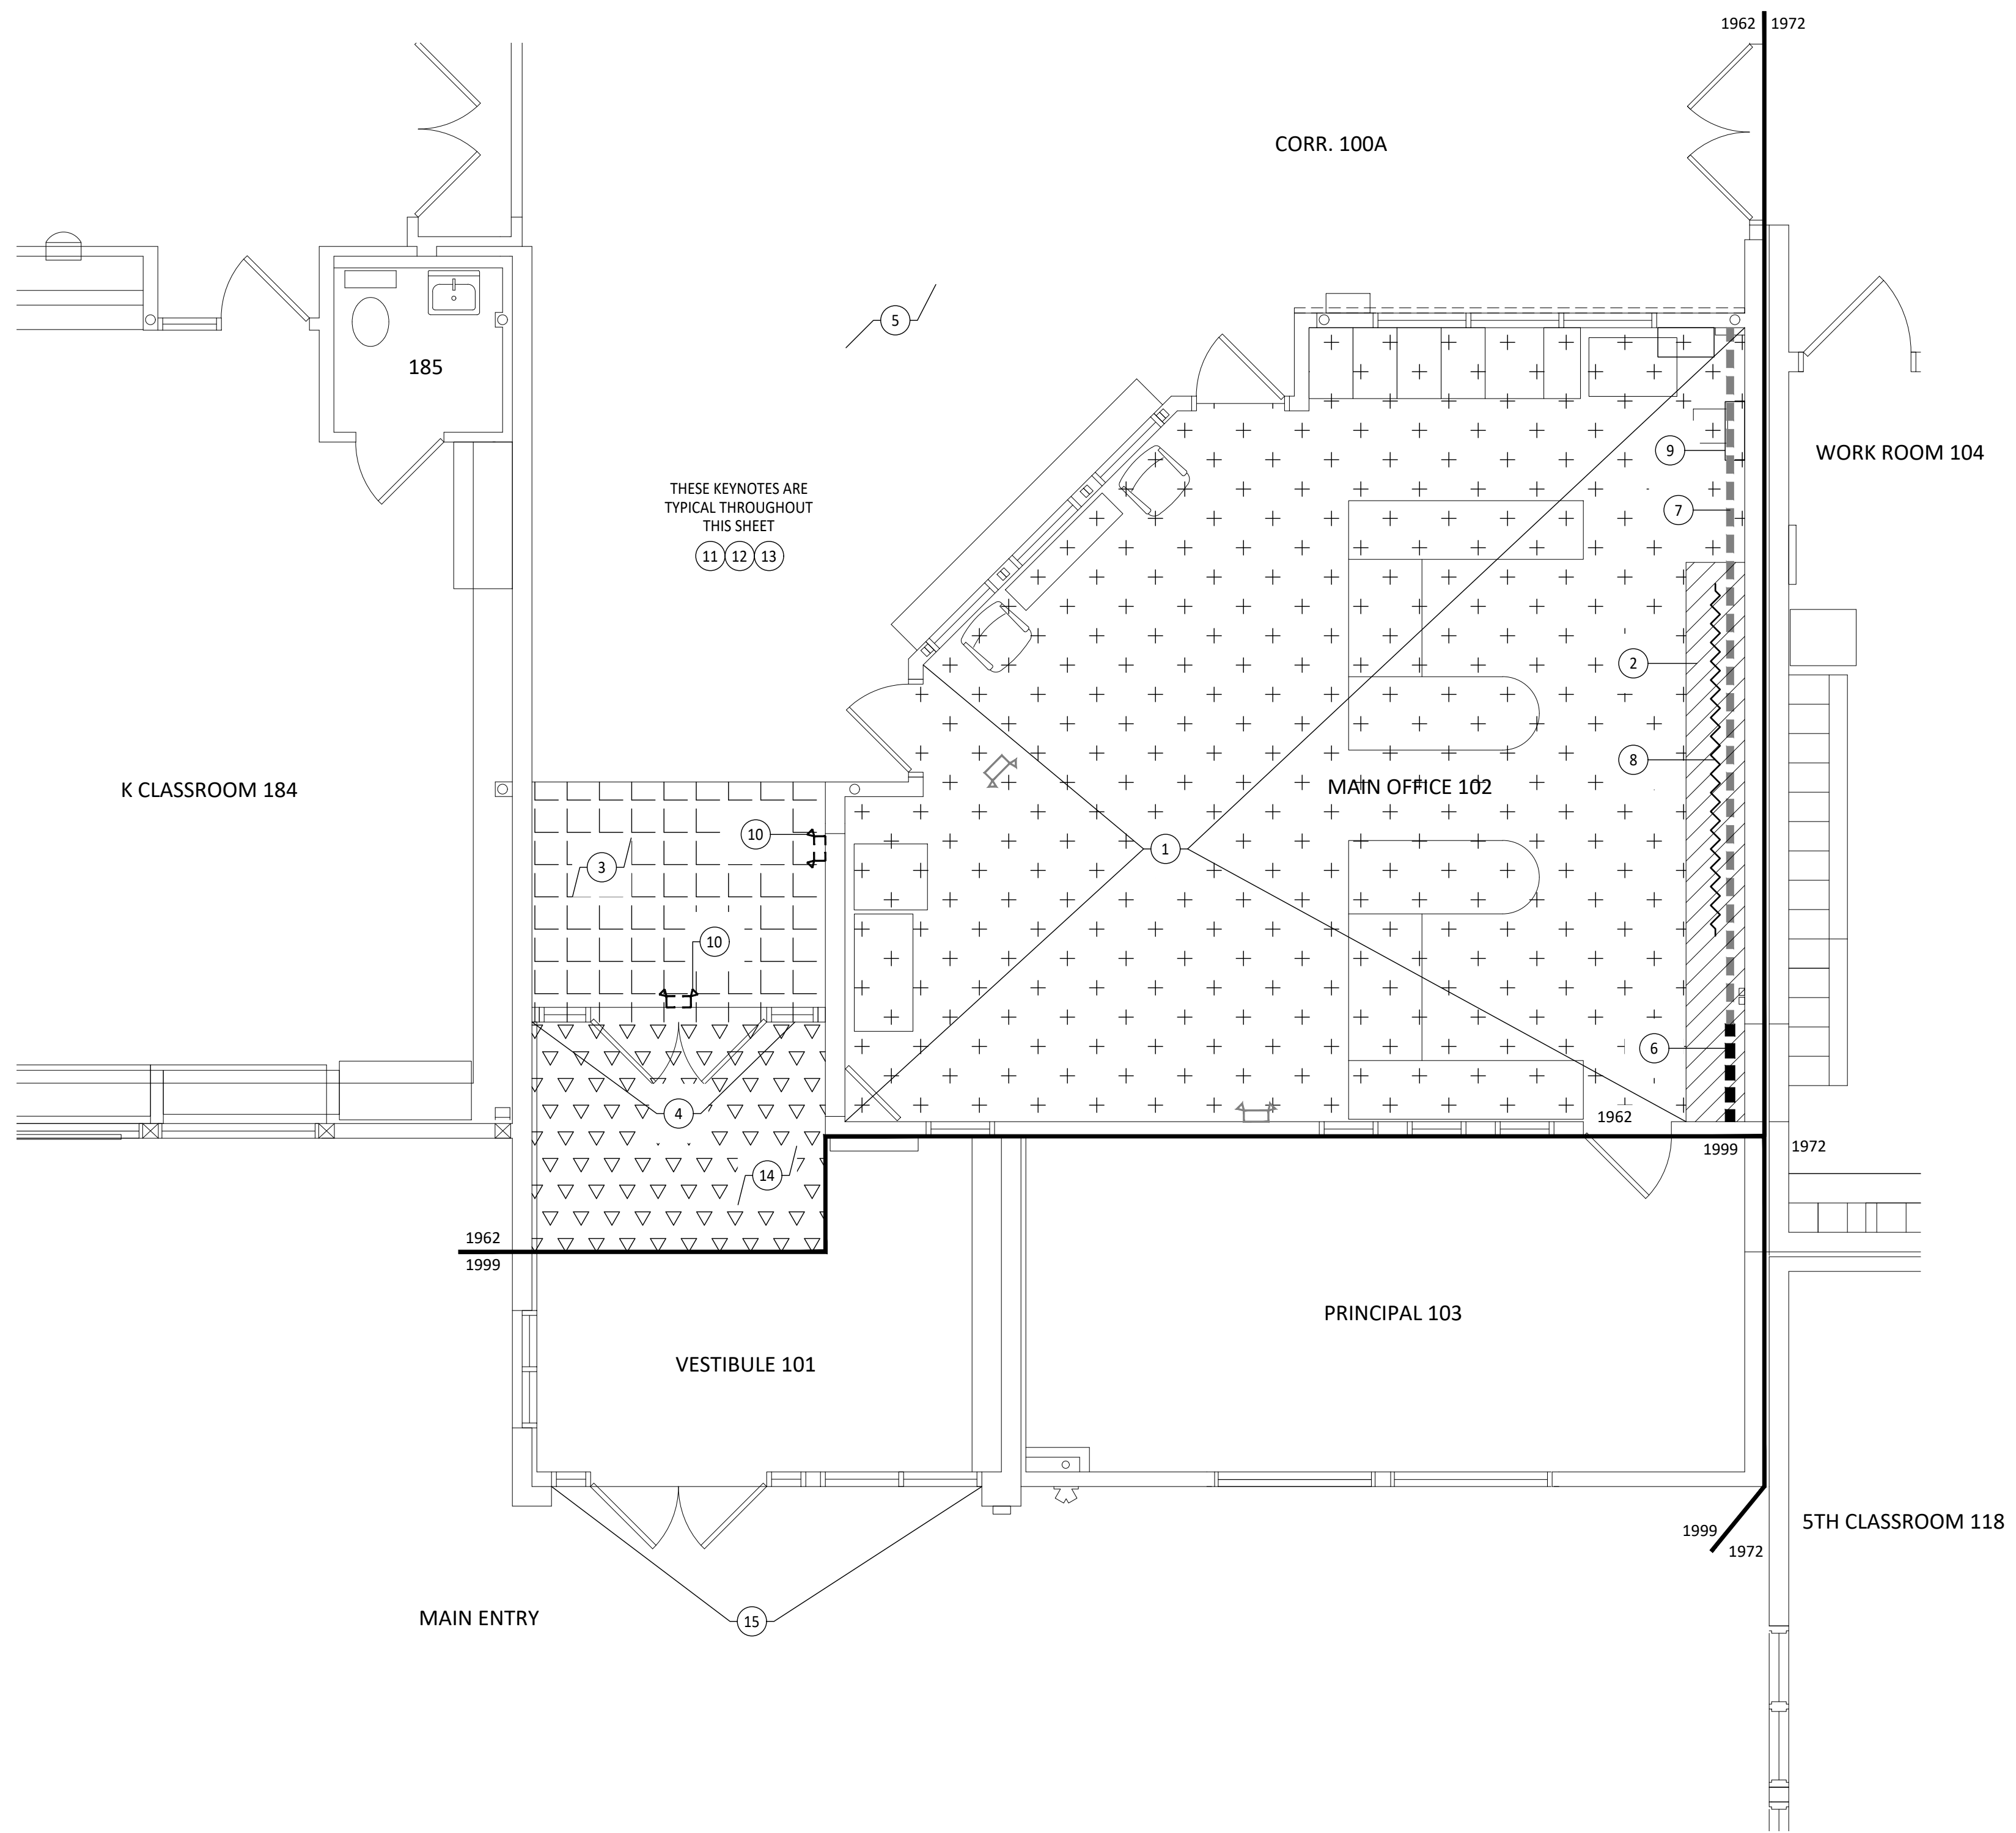 1962 1972
CORR. 100A
5
185
9
WORK ROOM 104
THESE KEYNOTES ARE
TYPICAL THROUGHOUT
THIS SHEET
11 12 13
7
2
8
K CLASSROOM 184
MAIN OFFICE 102
10
3
1
10
6
4
1962
1999 1972
14
1962
1999
PRINCIPAL 103
VESTIBULE 101
1999
1972
5TH CLASSROOM 118
MAIN ENTRY
15